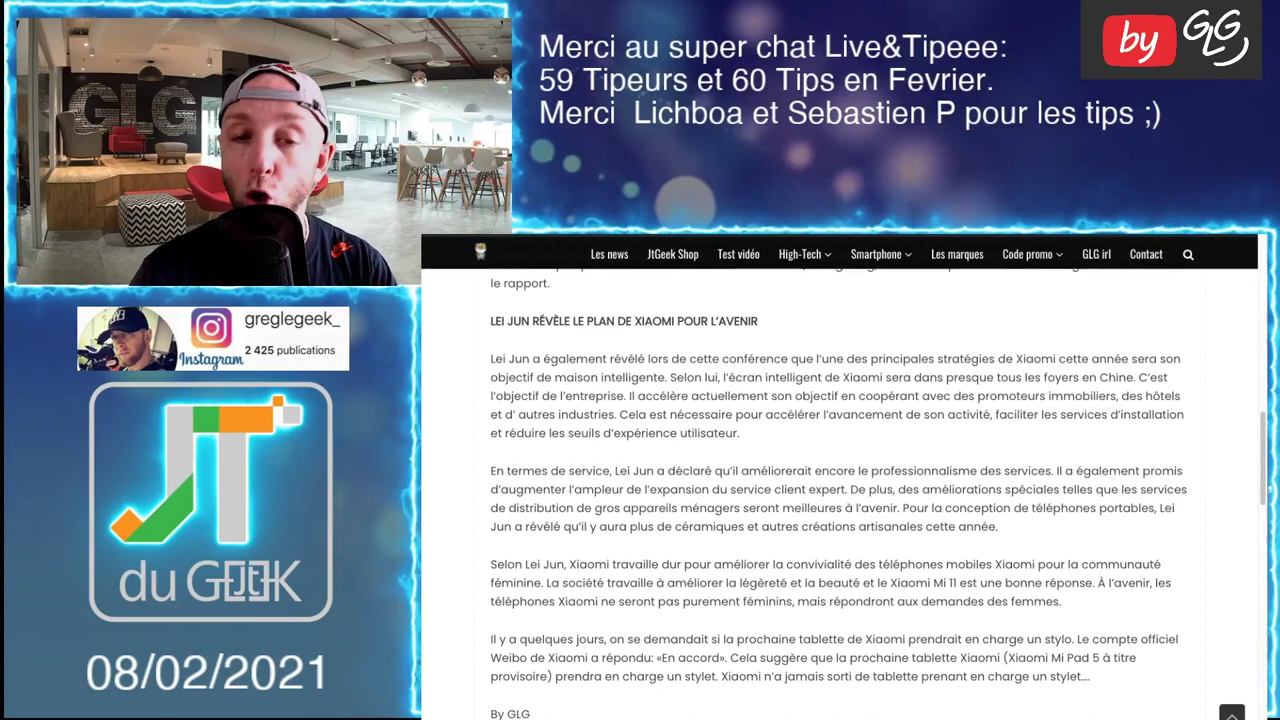 GLG
Merci au super chat Live&Tipeee:
59 Tipeurs et 60 Tips en Fevrier.
Merci Lichboa et Sebastien P pour les tips ;)
by GLG
greglegeek_
Instagram
2 425 publications
JT
du GEEK
08/02/2021
Les news JtGeek Shop Test vidéo High-Tech Smartphone Les marques Code promo GLG irl Contact
le rapport.
LEI JUN RÉVÈLE LE PLAN DE XIAOMI POUR L’AVENIR
Lei Jun a également révélé lors de cette conférence que l’une des principales stratégies de Xiaomi cette année sera son
objectif de maison intelligente. Selon lui, l’écran intelligent de Xiaomi sera dans presque tous les foyers en Chine. C’est
l’objectif de l’entreprise. Il accélère actuellement son objectif en coopérant avec des promoteurs immobiliers, des hôtels
et d’ autres industries. Cela est nécessaire pour accélérer l’avancement de son activité, faciliter les services d’installation
et réduire les seuils d’expérience utilisateur.
En termes de service, Lei Jun a déclaré qu’il améliorerait encore le professionnalisme des services. Il a également promis
d’augmenter l’ampleur de l’expansion du service client expert. De plus, des améliorations spéciales telles que les services
de distribution de gros appareils ménagers seront meilleures à l’avenir. Pour la conception de téléphones portables, Lei
Jun a révélé qu’il y aura plus de céramiques et autres créations artisanales cette année.
Selon Lei Jun, Xiaomi travaille dur pour améliorer la convivialité des téléphones mobiles Xiaomi pour la communauté
féminine. La société travaille à améliorer la légèreté et la beauté et le Xiaomi Mi 11 est une bonne réponse. À l’avenir, les
téléphones Xiaomi ne seront pas purement féminins, mais répondront aux demandes des femmes.
Il y a quelques jours, on se demandait si la prochaine tablette de Xiaomi prendrait en charge un stylo. Le compte officiel
Weibo de Xiaomi a répondu: «En accord». Cela suggère que la prochaine tablette Xiaomi (Xiaomi Mi Pad 5 à titre
provisoire) prendra en charge un stylet. Xiaomi n’a jamais sorti de tablette prenant en charge un stylet….
By GLG